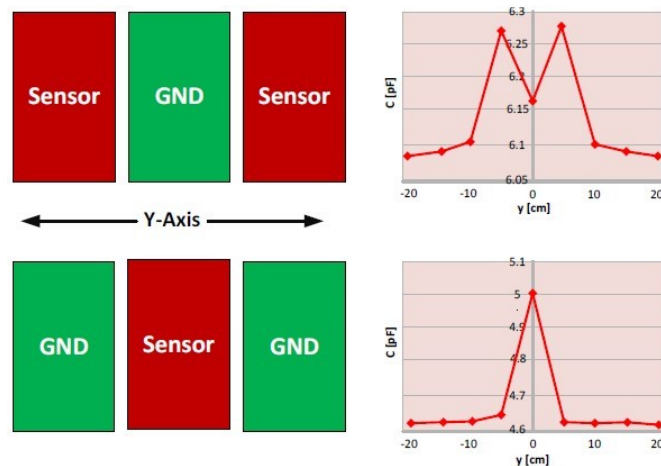 Sensor
GND
Sensor
C [pF]
6.3
6.25
6.2
6.15
6.1
6.05
-20
-10
0
10
20
y [cm]
Y-Axis
GND
Sensor
GND
C [pF]
5.1
5
4.9
4.8
4.7
4.6
-20
-10
0
10
20
y [cm]